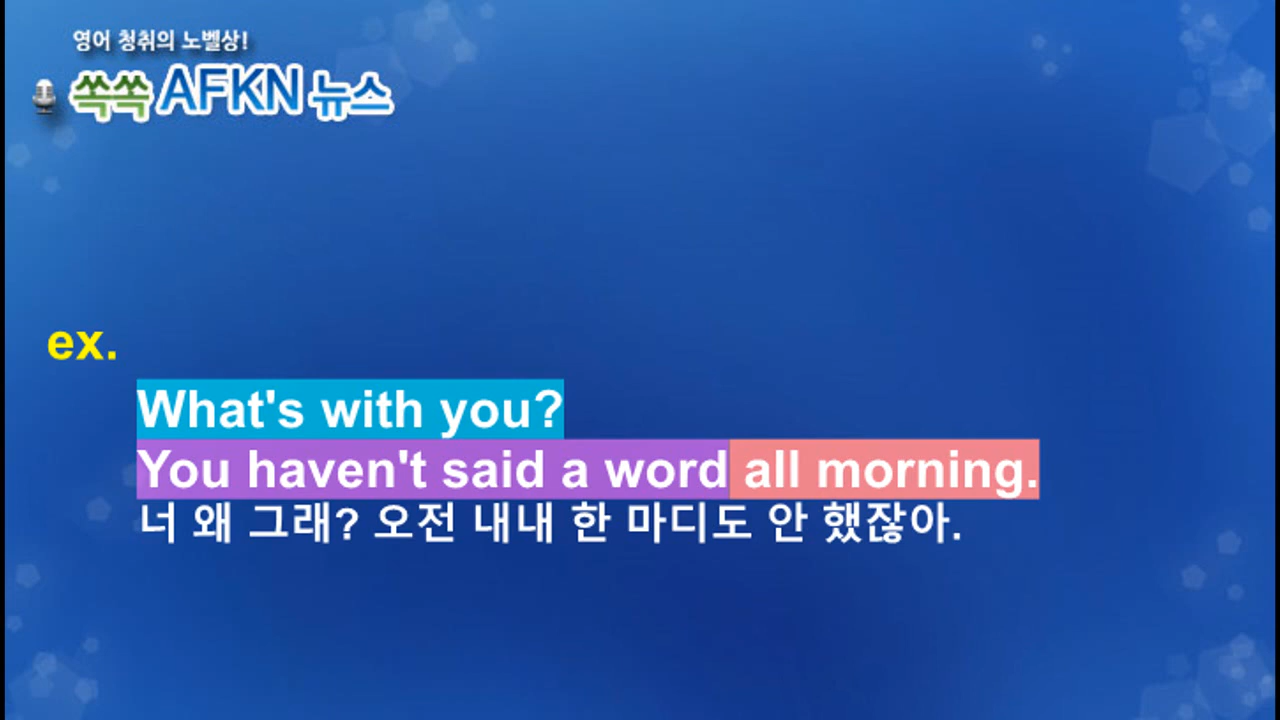 영어 청취의 노벨상!
쏙쏙 AFKN 뉴스
ex.
What's with you?
You haven't said a word all morning.
너 왜 그래? 오전 내내 한 마디도 안 했잖아.